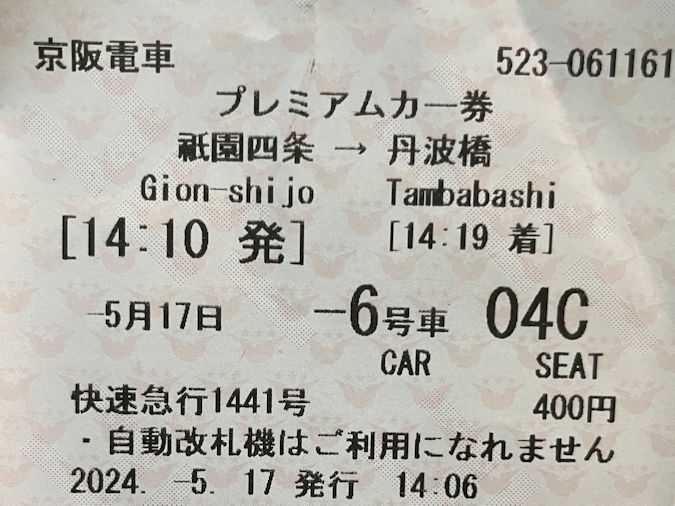 京阪電車 523-061161
プレミアムカー券
祇園四条 → 丹波橋
Gion-shijo Tambabashi
[14:10 発] [14:19 着]
-5月17日 -6号車 04C
CAR SEAT
快速急行1441号 400円
・自動改札機はご利用になれません
2024. -5. 17 発行 14:06